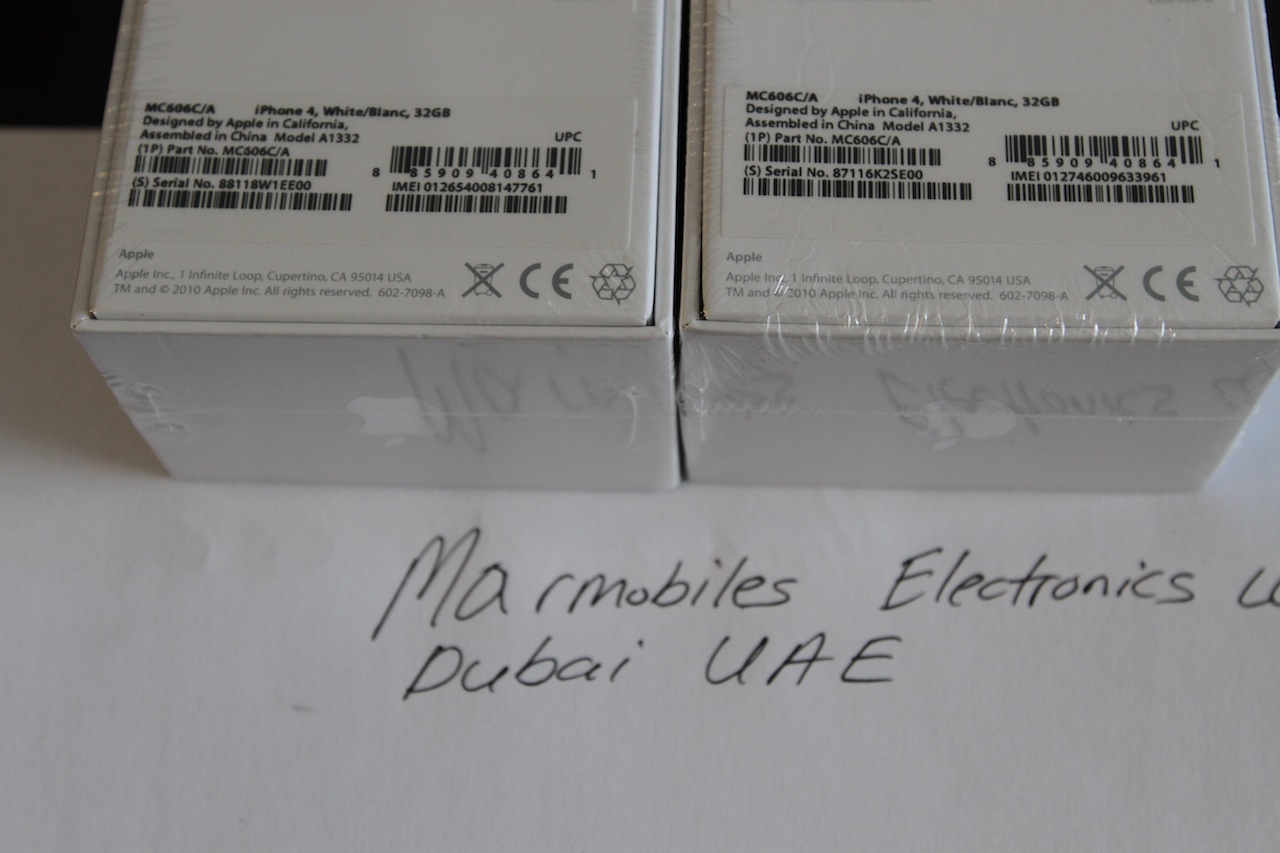 MC606C/A iPhone 4, White/Blanc, 32GB
Designed by Apple in California,
Assembled in China Model A1332
(1P) Part No. MC606C/A
UPC
8 85909 40864 1
(S) Serial No. 88118W1EE00
IMEI 012654008147761
Apple
Apple Inc., 1 Infinite Loop, Cupertino, CA 95014 USA
TM and © 2010 Apple Inc. All rights reserved. 602-7098-A
CE
MC606C/A iPhone 4, White/Blanc, 32GB
Designed by Apple in California,
Assembled in China Model A1332
(1P) Part No. MC606C/A
UPC
8 85909 40864 1
(S) Serial No. 87116K2SE00
IMEI 012746009633961
Apple
Apple Inc., 1 Infinite Loop, Cupertino, CA 95014 USA
TM and © 2010 Apple Inc. All rights reserved. 602-7098-A
CE
Marmobiles Electronics
Dubai UAE